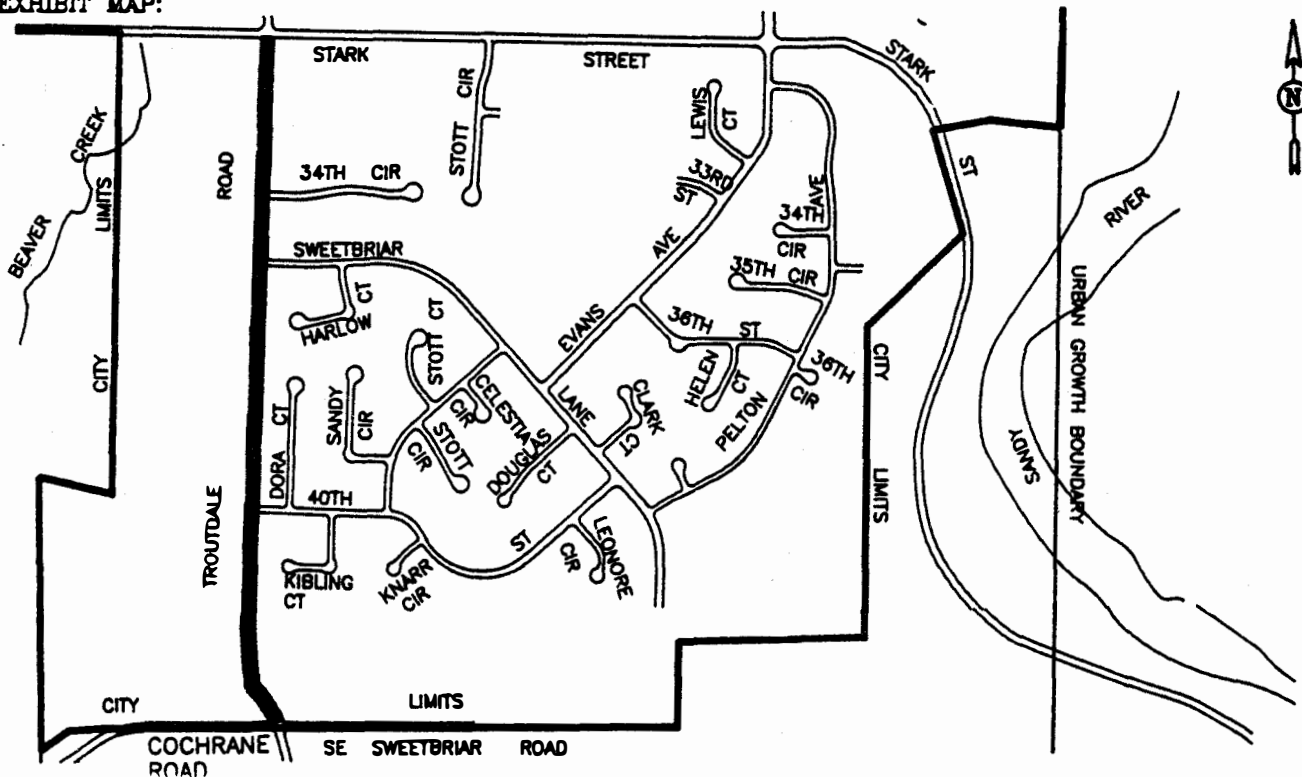 EXHIBIT MAP:
STARK STREET
STARK
ST
N
BEAVER CREEK
CITY LIMITS
TROUTDALE ROAD
34TH CIR
STOTT CIR
LEWIS CT
33RD ST
34TH CIR
AVE
35TH CIR
RIVER
SANDY
URBAN GROWTH BOUNDARY
SWEETBRIAR
LANE
EVANS AVE
HARLOW CT
STOTT CT
36TH ST
36TH CIR
HELEN CT
PELTON
CITY LIMITS
DORA CT
SANDY CIR
CELESTIA CIR
STOTT CIR
DOUGLAS CT
CLARK CT
40TH ST
LEONORE CIR
KIBLING CT
KNARR CIR
CITY LIMITS
COCHRANE ROAD
SE SWEETBRIAR ROAD